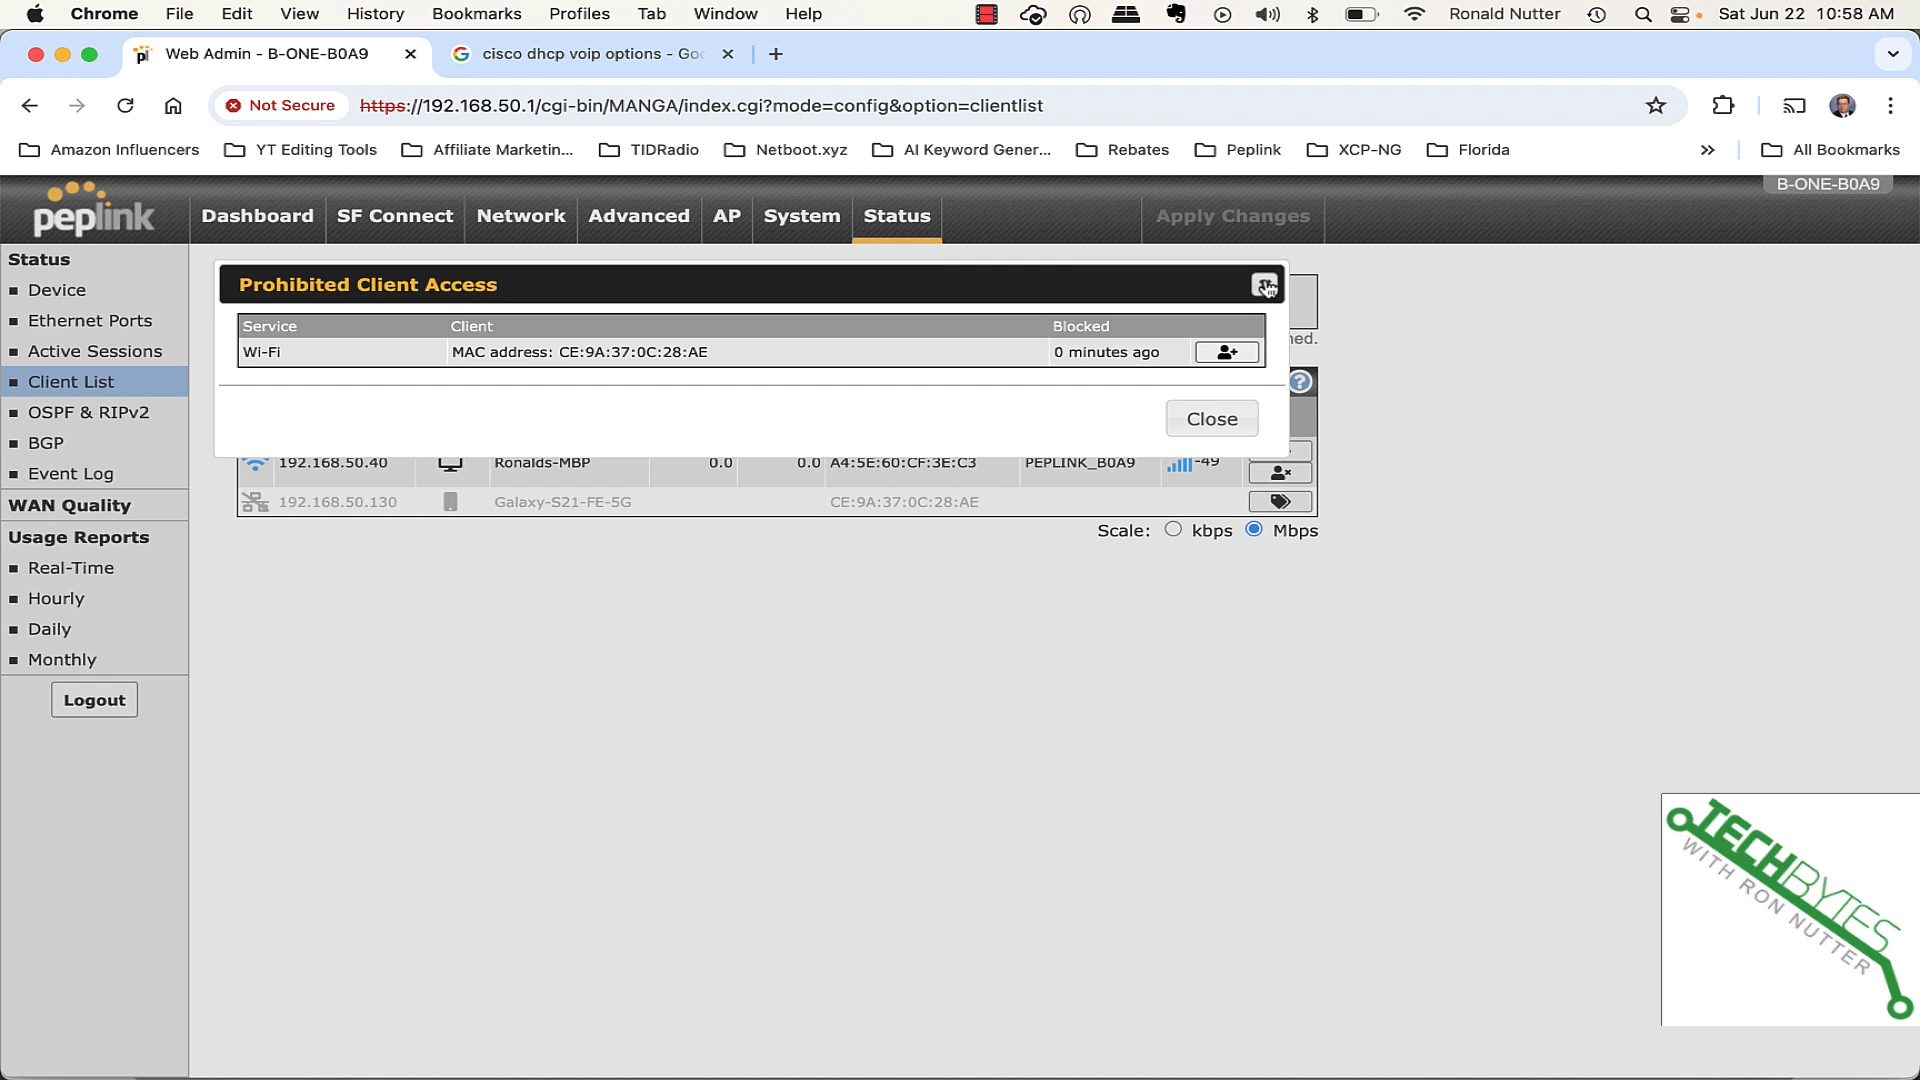 Chrome File Edit View History Bookmarks Profiles Tab Window Help Ronald Nutter Sat Jun 22 10:58 AM
Web Admin - B-ONE-B0A9 cisco dhcp voip options - Goo
Not Secure https://192.168.50.1/cgi-bin/MANGA/index.cgi?mode=config&option=clientlist
Amazon Influencers YT Editing Tools Affiliate Marketin... TIDRadio Netboot.xyz AI Keyword Gener... Rebates Peplink XCP-NG Florida » All Bookmarks
B-ONE-B0A9
peplink Dashboard SF Connect Network Advanced AP System Status Apply Changes
Status
Device
Ethernet Ports
Active Sessions
Client List
OSPF & RIPv2
BGP
Event Log
WAN Quality
Usage Reports
Real-Time
Hourly
Daily
Monthly
Logout
Prohibited Client Access
Service Client Blocked
Wi-Fi MAC address: CE:9A:37:0C:28:AE 0 minutes ago
Close
ned.
192.168.50.40 Ronalds-MBP 0.0 0.0 A4:5E:60:CF:3E:C3 PEPLINK_B0A9 -49
192.168.50.130 Galaxy-S21-FE-5G CE:9A:37:0C:28:AE
Scale: kbps Mbps
TECHBYTES
WITH RON NUTTER